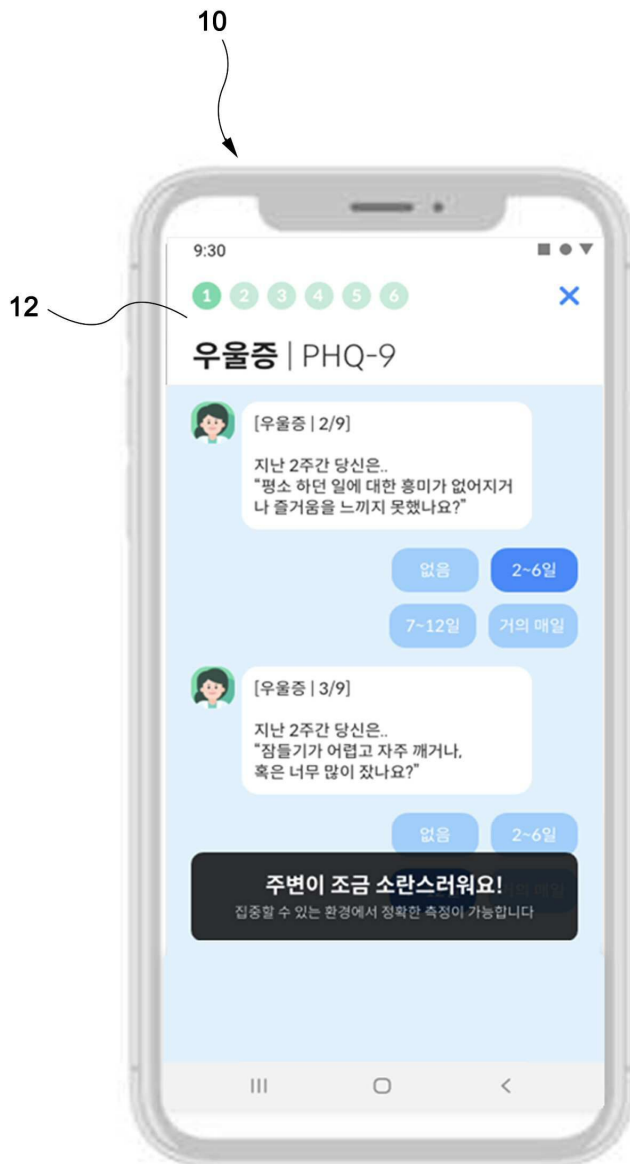 10
9:30
1 2 3 4 5 6
12
우울증 | PHQ-9
[우울증 | 2/9]
지난 2주간 당신은..
“평소 하던 일에 대한 흥미가 없어지거
나 즐거움을 느끼지 못했나요?”
없음 2~6일
7~12일 거의 매일
[우울증 | 3/9]
지난 2주간 당신은..
“잠들기가 어렵고 자주 깨거나,
혹은 너무 많이 잤나요?”
없음 2~6일
주변이 조금 소란스러워요!
거의 매일
집중할 수 있는 환경에서 정확한 측정이 가능합니다